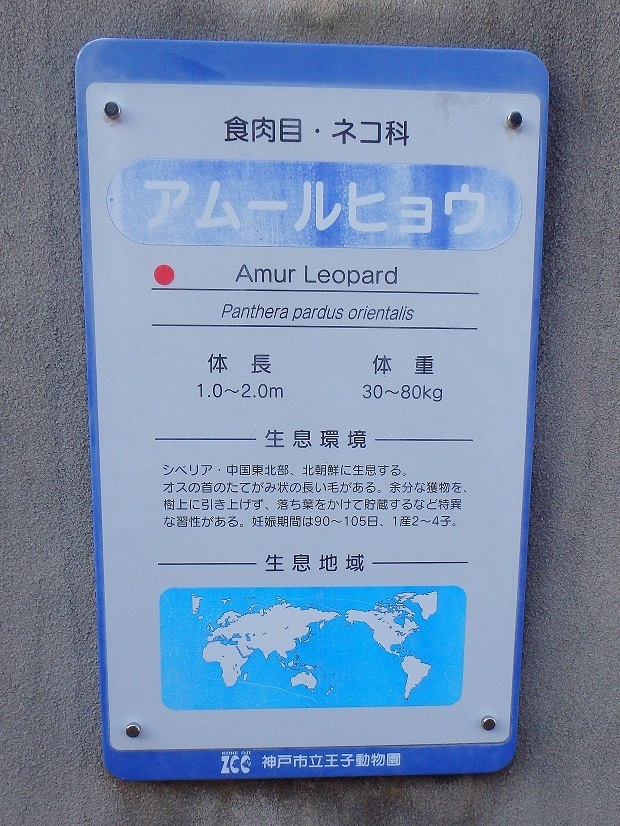 食肉目・ネコ科
アムールヒョウ
Amur Leopard
Panthera pardus orientalis
体長 体重
1.0〜2.0m 30〜80kg
生息環境
シベリア・中国東北部、北朝鮮に生息する。
オスの首のたてがみ状の長い毛がある。余分な獲物を、
樹上に引き上げず、落ち葉をかけて貯蔵するなど特異
な習性がある。妊娠期間は90〜105日、1産2〜4子。
生息地域
KOBE OJI
ZOO 神戸市立王子動物園